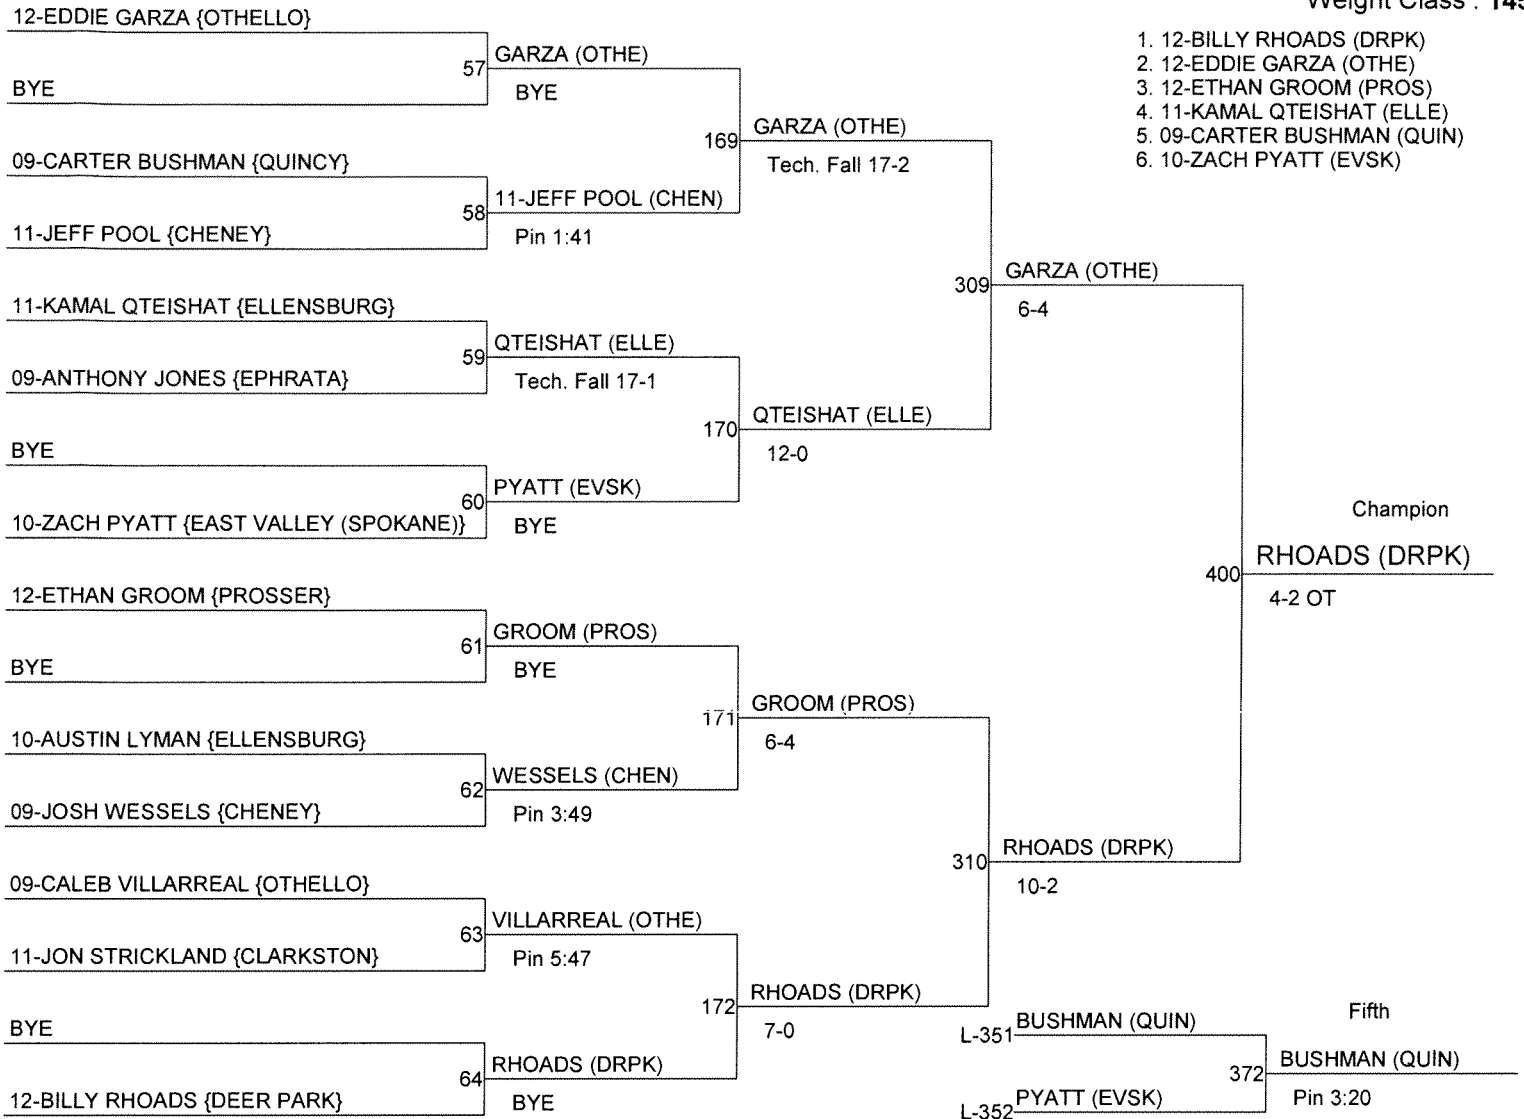 Weight Class : 145
1. 12-BILLY RHOADS (DRPK)
2. 12-EDDIE GARZA (OTHE)
3. 12-ETHAN GROOM (PROS)
4. 11-KAMAL QTEISHAT (ELLE)
5. 09-CARTER BUSHMAN (QUIN)
6. 10-ZACH PYATT (EVSK)
12-EDDIE GARZA {OTHELLO}
BYE
09-CARTER BUSHMAN {QUINCY}
11-JEFF POOL {CHENEY}
11-KAMAL QTEISHAT {ELLENSBURG}
09-ANTHONY JONES {EPHRATA}
BYE
10-ZACH PYATT {EAST VALLEY (SPOKANE)}
12-ETHAN GROOM {PROSSER}
BYE
10-AUSTIN LYMAN {ELLENSBURG}
09-JOSH WESSELS {CHENEY}
09-CALEB VILLARREAL {OTHELLO}
11-JON STRICKLAND {CLARKSTON}
BYE
12-BILLY RHOADS {DEER PARK}
57 GARZA (OTHE)
BYE
58 11-JEFF POOL (CHEN)
Pin 1:41
59 QTEISHAT (ELLE)
Tech. Fall 17-1
60 PYATT (EVSK)
BYE
61 GROOM (PROS)
BYE
62 WESSELS (CHEN)
Pin 3:49
63 VILLARREAL (OTHE)
Pin 5:47
64 RHOADS (DRPK)
BYE
169 GARZA (OTHE)
Tech. Fall 17-2
170 QTEISHAT (ELLE)
12-0
171 GROOM (PROS)
6-4
172 RHOADS (DRPK)
7-0
309 GARZA (OTHE)
6-4
310 RHOADS (DRPK)
10-2
Champion
400 RHOADS (DRPK)
4-2 OT
L-351 BUSHMAN (QUIN)
L-352 PYATT (EVSK)
Fifth
372 BUSHMAN (QUIN)
Pin 3:20